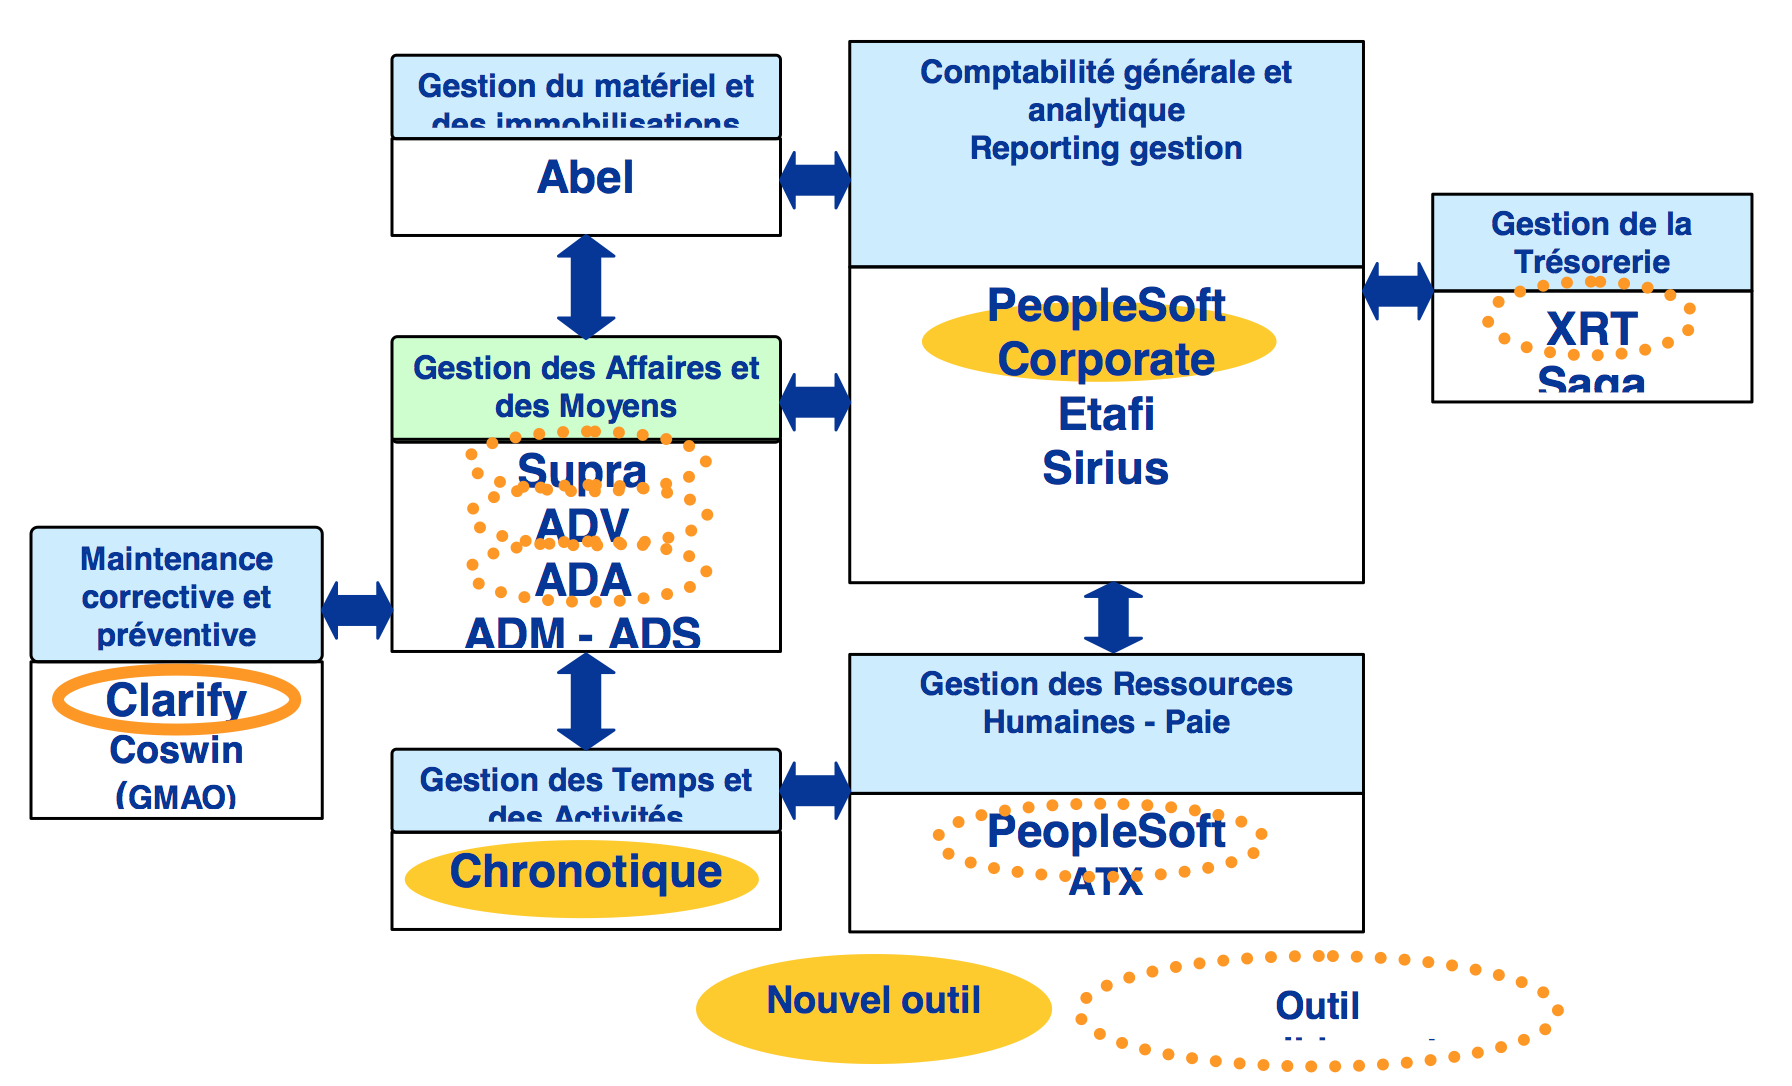 Gestion du matériel et
des immobilisations
Abel
Comptabilité générale et
analytique
Reporting gestion
PeopleSoft
Corporate
Etafi
Sirius
Gestion de la
Trésorerie
XRT
Saga
Gestion des Affaires et
des Moyens
Supra
ADV
ADA
ADM - ADS
Maintenance
corrective et
préventive
Clarify
Coswin
(GMAO)
Gestion des Temps et
des Activités
Chronotique
Gestion des Ressources
Humaines - Paie
PeopleSoft
ATX
Nouvel outil
Outil